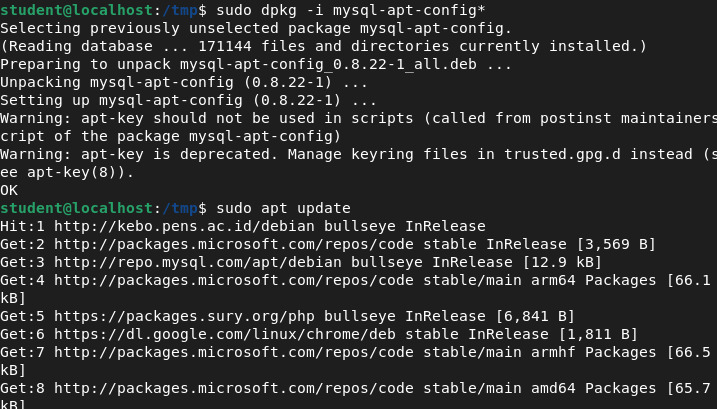 student@localhost:/tmp$ sudo dpkg -i mysql-apt-config*
Selecting previously unselected package mysql-apt-config.
(Reading database ... 171144 files and directories currently installed.)
Preparing to unpack mysql-apt-config_0.8.22-1_all.deb ...
Unpacking mysql-apt-config (0.8.22-1) ...
Setting up mysql-apt-config (0.8.22-1) ...
Warning: apt-key should not be used in scripts (called from postinst maintainers
cript of the package mysql-apt-config)
Warning: apt-key is deprecated. Manage keyring files in trusted.gpg.d instead (s
ee apt-key(8)).
OK
student@localhost:/tmp$ sudo apt update
Hit:1 http://kebo.pens.ac.id/debian bullseye InRelease
Get:2 http://packages.microsoft.com/repos/code stable InRelease [3,569 B]
Get:3 http://repo.mysql.com/apt/debian bullseye InRelease [12.9 kB]
Get:4 http://packages.microsoft.com/repos/code stable/main arm64 Packages [66.1
kB]
Get:5 https://packages.sury.org/php bullseye InRelease [6,841 B]
Get:6 https://dl.google.com/linux/chrome/deb stable InRelease [1,811 B]
Get:7 http://packages.microsoft.com/repos/code stable/main armhf Packages [66.5
kB]
Get:8 http://packages.microsoft.com/repos/code stable/main amd64 Packages [65.7
kB]